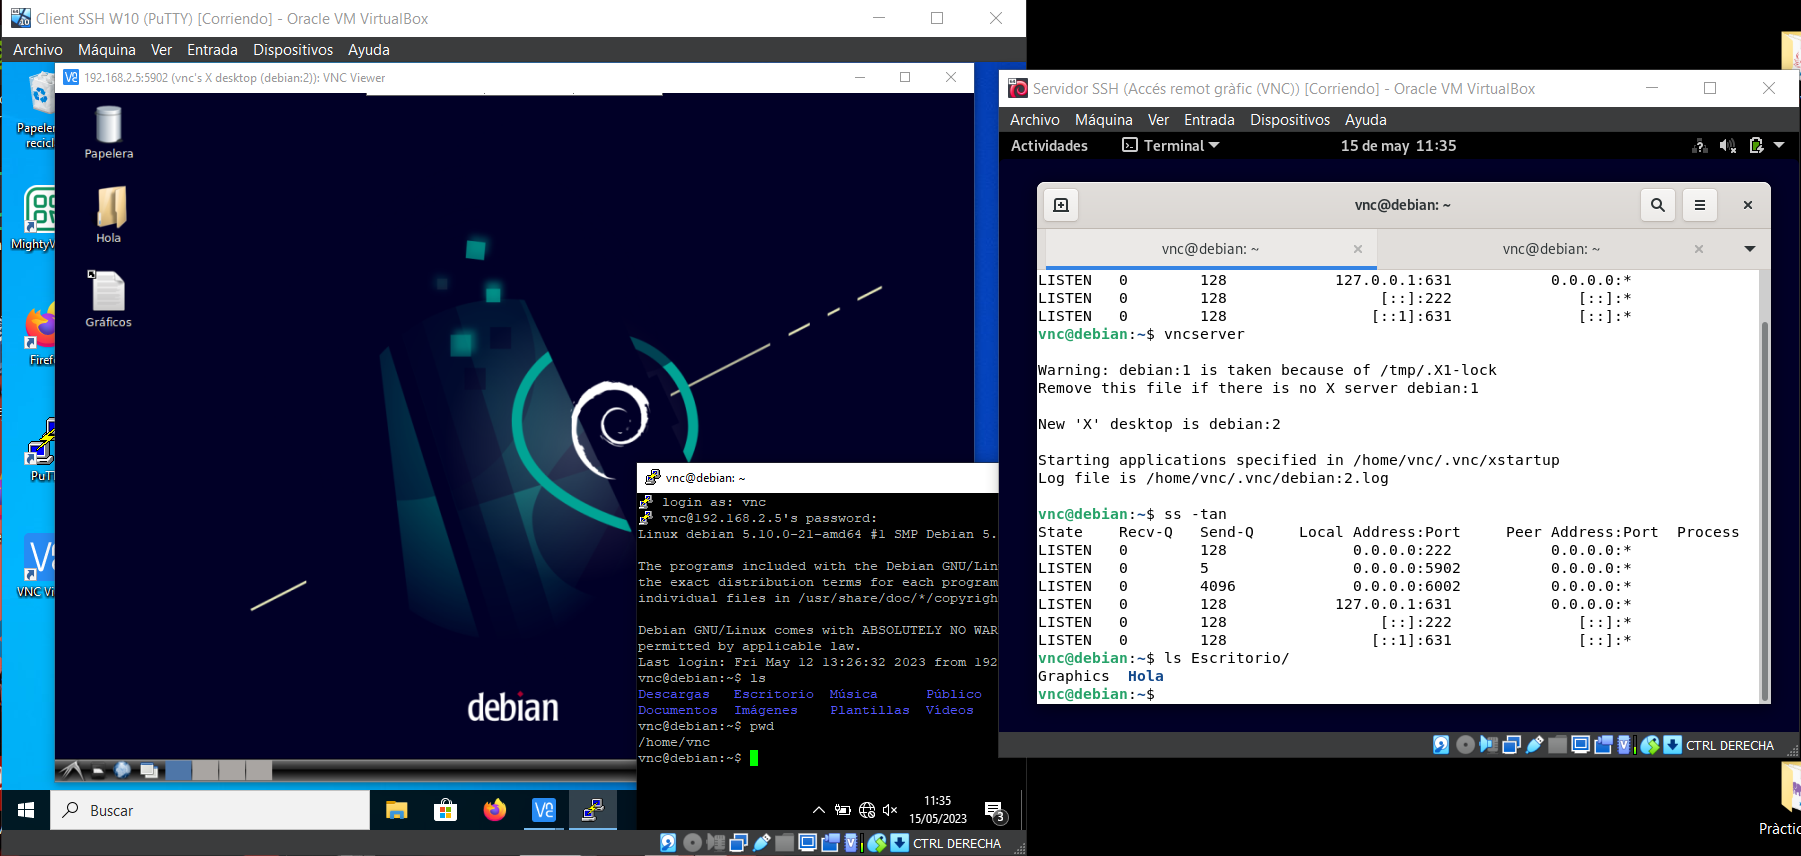 Client SSH W10 (PuTTY) [Corriendo] - Oracle VM VirtualBox
Archivo Máquina Ver Entrada Dispositivos Ayuda
192.168.2.5:5902 (vnc's X desktop (debian:2)): VNC Viewer
Papelera
Hola
Gráficos
debian
Papeler
recicl
MightyV
Firef
PuT
VNC Vi
vnc@debian: ~
login as: vnc
vnc@192.168.2.5's password:
Linux debian 5.10.0-21-amd64 #1 SMP Debian 5.
The programs included with the Debian GNU/Lin
the exact distribution terms for each program
individual files in /usr/share/doc/*/copyrigh
Debian GNU/Linux comes with ABSOLUTELY NO WAR
permitted by applicable law.
Last login: Fri May 12 13:26:32 2023 from 192
vnc@debian:~$ ls
Descargas Escritorio Música Público
Documentos Imágenes Plantillas Vídeos
vnc@debian:~$ pwd
/home/vnc
vnc@debian:~$
Buscar
11:35
15/05/2023
3
CTRL DERECHA
Servidor SSH (Accés remot gràfic (VNC)) [Corriendo] - Oracle VM VirtualBox
Archivo Máquina Ver Entrada Dispositivos Ayuda
Actividades Terminal 15 de may 11:35
vnc@debian: ~
vnc@debian: ~ vnc@debian: ~
LISTEN 0 128 127.0.0.1:631 0.0.0.0:*
LISTEN 0 128 [::]:222 [::]:*
LISTEN 0 128 [::1]:631 [::]:*
vnc@debian:~$ vncserver
Warning: debian:1 is taken because of /tmp/.X1-lock
Remove this file if there is no X server debian:1
New 'X' desktop is debian:2
Starting applications specified in /home/vnc/.vnc/xstartup
Log file is /home/vnc/.vnc/debian:2.log
vnc@debian:~$ ss -tan
State Recv-Q Send-Q Local Address:Port Peer Address:Port Process
LISTEN 0 128 0.0.0.0:222 0.0.0.0:*
LISTEN 0 5 0.0.0.0:5902 0.0.0.0:*
LISTEN 0 4096 0.0.0.0:6002 0.0.0.0:*
LISTEN 0 128 127.0.0.1:631 0.0.0.0:*
LISTEN 0 128 [::]:222 [::]:*
LISTEN 0 128 [::1]:631 [::]:*
vnc@debian:~$ ls Escritorio/
Graphics Hola
vnc@debian:~$
CTRL DERECHA
Pràctic